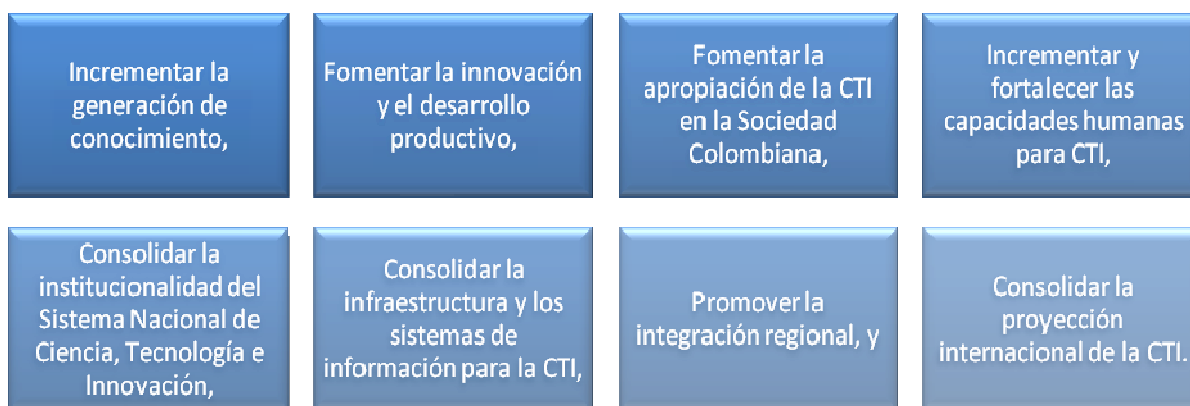 Incrementar la
generación de
conocimiento,
Fomentar la innovación
y el desarrollo
productivo,
Fomentar la
apropiación de la CTI
en la Sociedad
Colombiana,
Incrementar y
fortalecer las
capacidades humanas
para CTI,
Consolidar la
institucionalidad del
Sistema Nacional de
Ciencia, Tecnología e
Innovación,
Consolidar la
infraestructura y los
sistemas de
información para la CTI,
Promover la
integración regional, y
Consolidar la
proyección
internacional de la CTI.